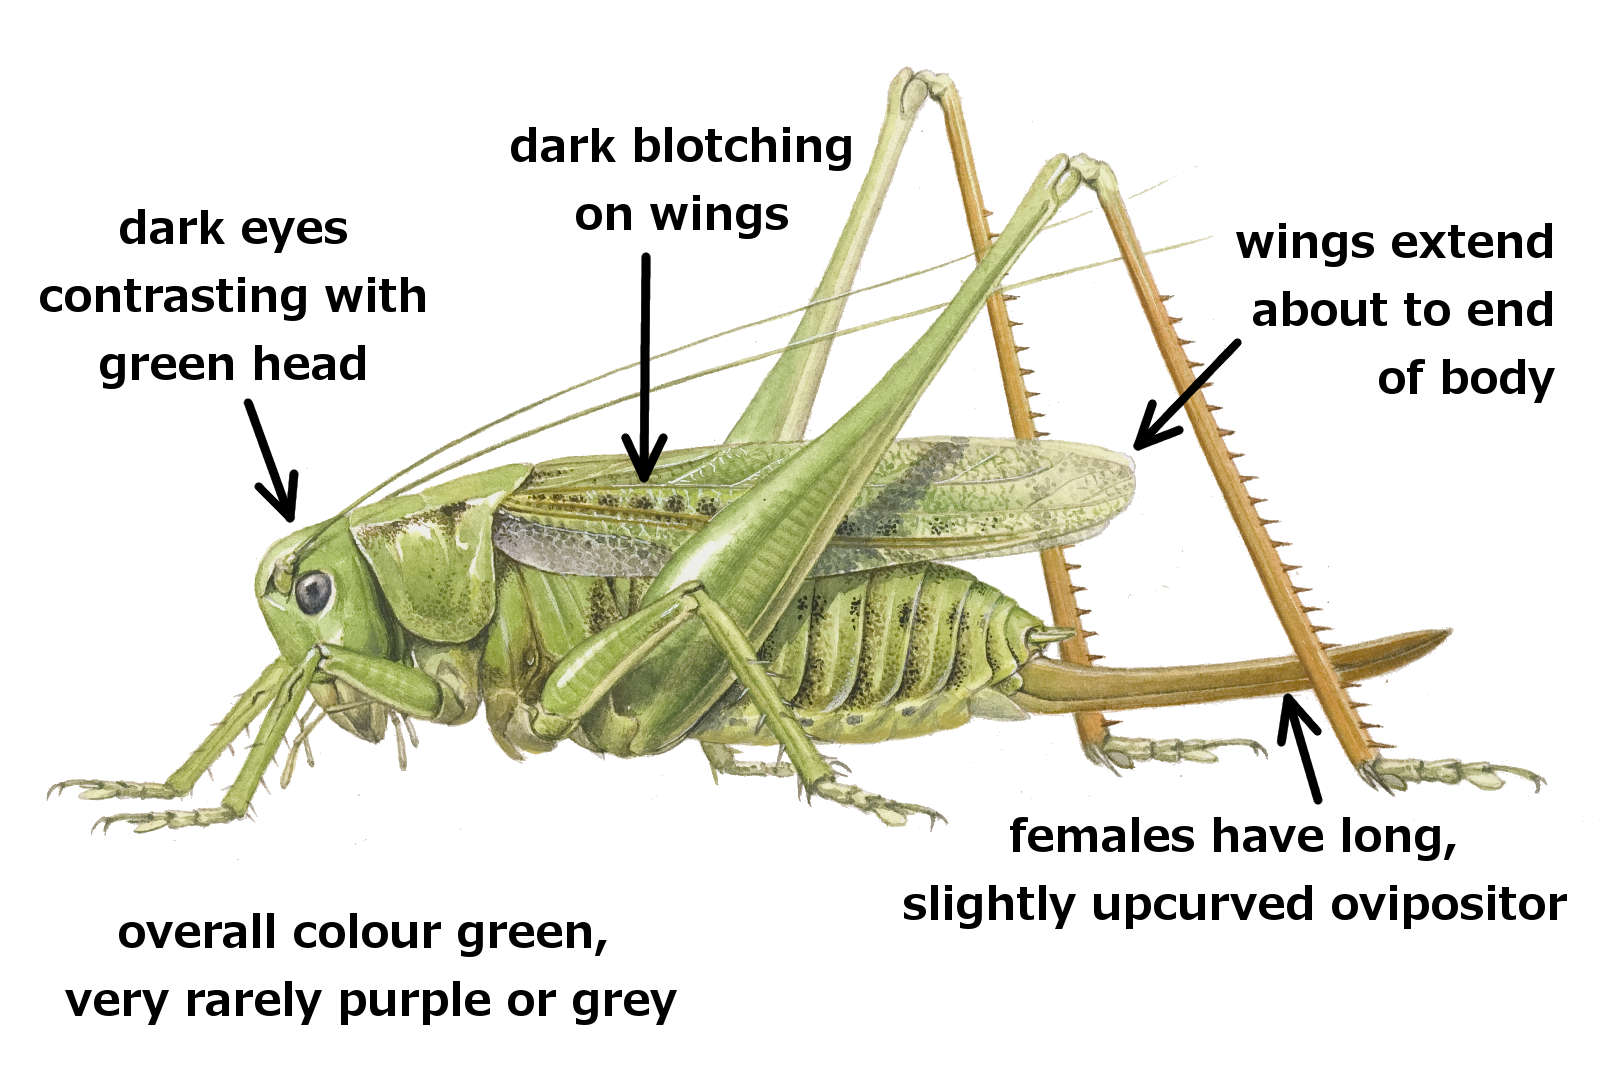 dark blotching
on wings
dark eyes
contrasting with
green head
wings extend
about to end
of body
females have long,
slightly upcurved ovipositor
overall colour green,
very rarely purple or grey